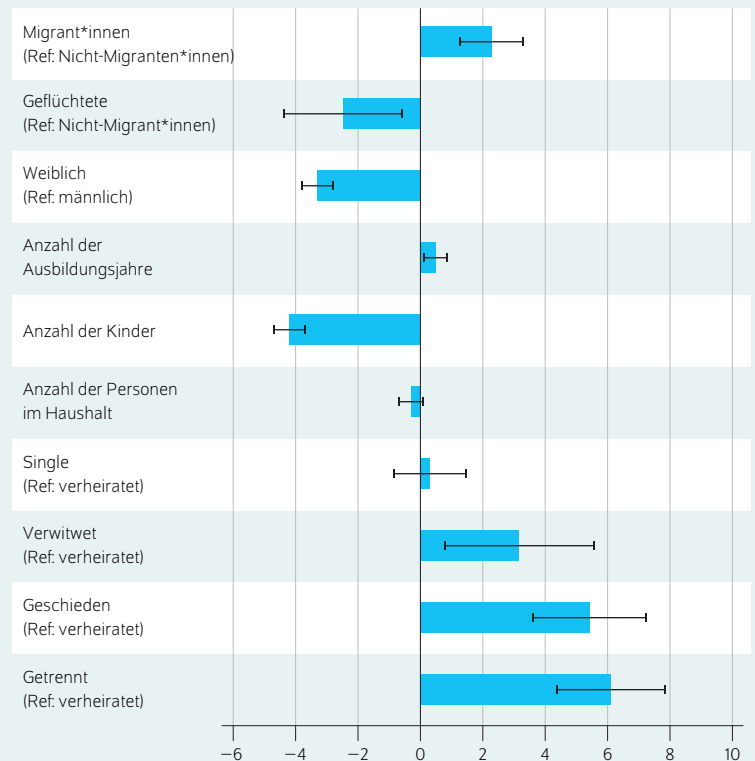 Migrant*innen
(Ref: Nicht-Migranten*innen)
Geflüchtete
(Ref: Nicht-Migrant*innen)
Weiblich
(Ref: männlich)
Anzahl der
Ausbildungsjahre
Anzahl der Kinder
Anzahl der Personen
im Haushalt
Single
(Ref: verheiratet)
Verwitwet
(Ref: verheiratet)
Geschieden
(Ref: verheiratet)
Getrennt
(Ref: verheiratet)
−6 −4 −2 0 2 4 6 8 10